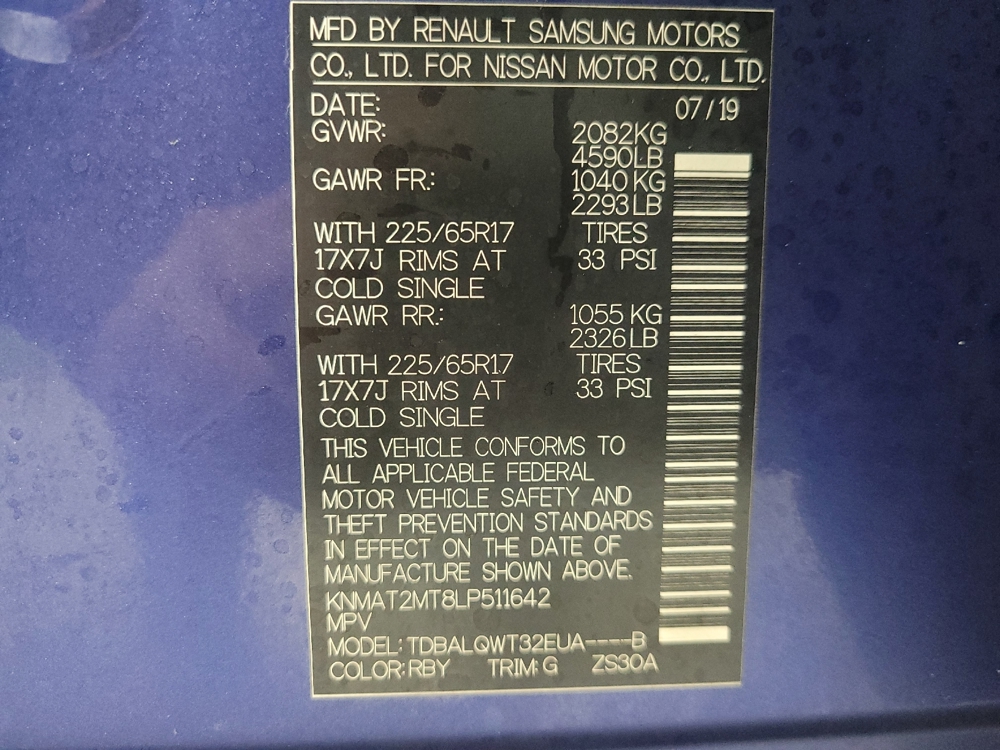 MFD BY RENAULT SAMSUNG MOTORS
CO., LTD. FOR NISSAN MOTOR CO., LTD.
DATE: 07/19
GVWR: 2082KG
4590LB
GAWR FR.: 1040 KG
2293 LB
WITH 225/65R17 TIRES
17X7J RIMS AT 33 PSI
COLD SINGLE
GAWR RR.: 1055 KG
2326 LB
WITH 225/65R17 TIRES
17X7J RIMS AT 33 PSI
COLD SINGLE
THIS VEHICLE CONFORMS TO
ALL APPLICABLE FEDERAL
MOTOR VEHICLE SAFETY AND
THEFT PREVENTION STANDARDS
IN EFFECT ON THE DATE OF
MANUFACTURE SHOWN ABOVE.
KNMAT2MT8LP511642
MPV
MODEL: TDBALQWT32EUA----B
COLOR: RBY TRIM: G ZS30A